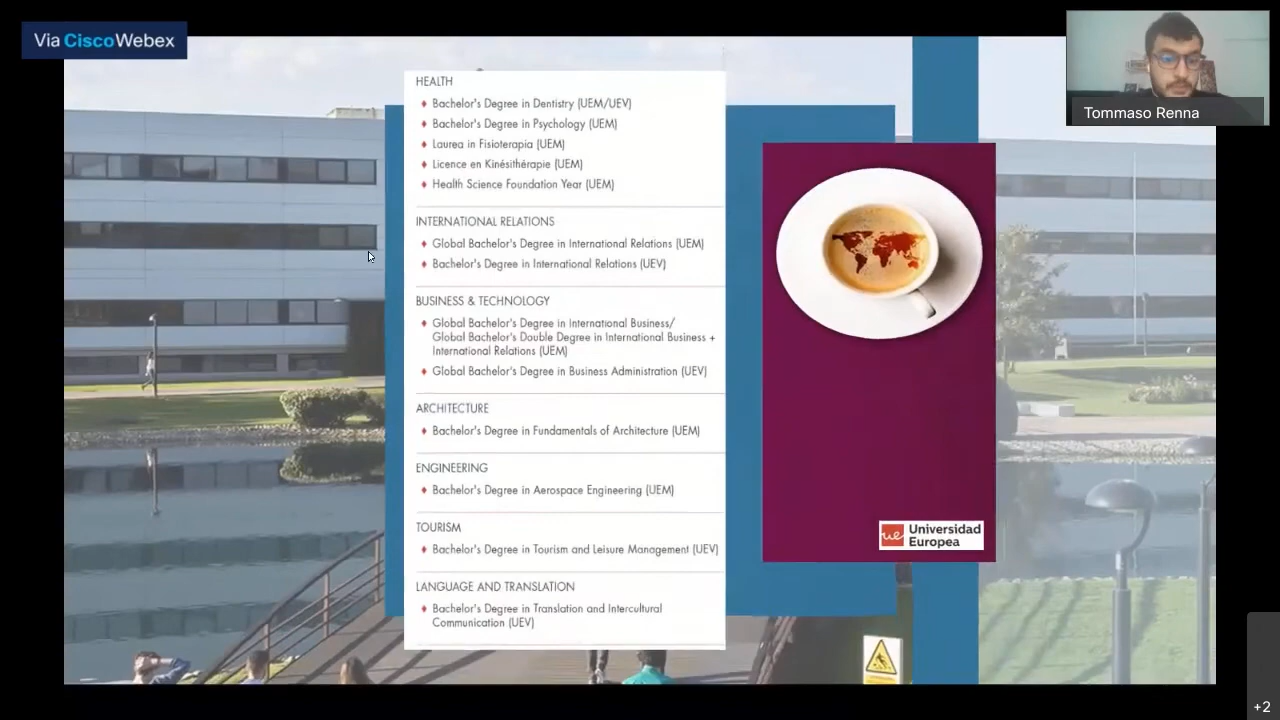 Via CiscoWebex
Tommaso Renna
HEALTH
♦ Bachelor's Degree in Dentistry (UEM/UEV)
♦ Bachelor's Degree in Psychology (UEM)
♦ Laurea in Fisioterapia (UEM)
♦ Licence en Kinésithérapie (UEM)
♦ Health Science Foundation Year (UEM)
INTERNATIONAL RELATIONS
♦ Global Bachelor's Degree in International Relations (UEM)
♦ Bachelor's Degree in International Relations (UEV)
BUSINESS & TECHNOLOGY
♦ Global Bachelor's Degree in International Business/
Global Bachelor's Double Degree in International Business +
International Relations (UEM)
♦ Global Bachelor's Degree in Business Administration (UEV)
ARCHITECTURE
♦ Bachelor's Degree in Fundamentals of Architecture (UEM)
ENGINEERING
♦ Bachelor's Degree in Aerospace Engineering (UEM)
TOURISM
♦ Bachelor's Degree in Tourism and Leisure Management (UEV)
LANGUAGE AND TRANSLATION
♦ Bachelor's Degree in Translation and Intercultural
Communication (UEV)
ue Universidad
Europea
+2